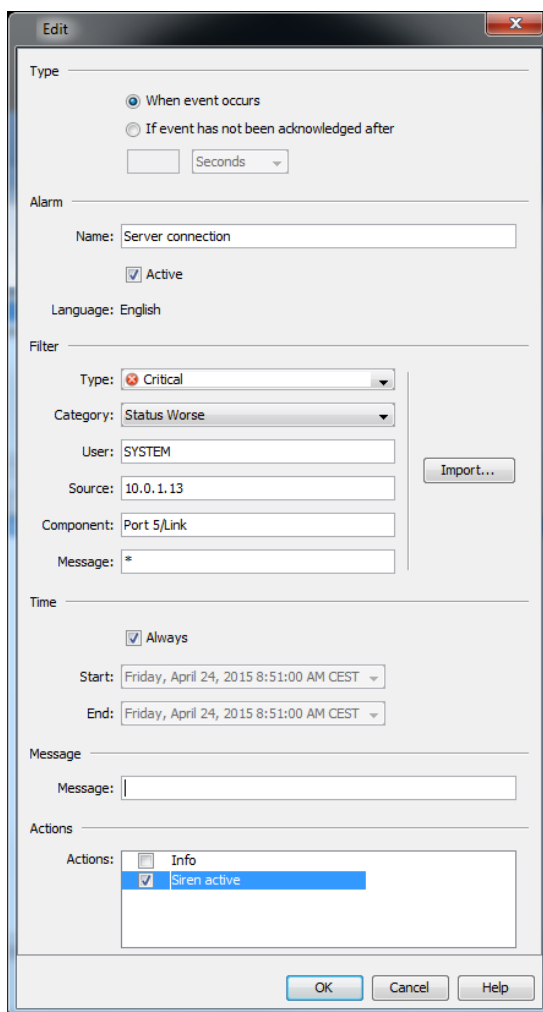 Edit
Type
When event occurs
If event has not been acknowledged after
Seconds
Alarm
Name: Server connection
Active
Language: English
Filter
Type: Critical
Category: Status Worse
User: SYSTEM
Import...
Source: 10.0.1.13
Component: Port 5/Link
Message: *
Time
Always
Start: Friday, April 24, 2015 8:51:00 AM CEST
End: Friday, April 24, 2015 8:51:00 AM CEST
Message
Message:
Actions
Actions: Info
Siren active
OK Cancel Help